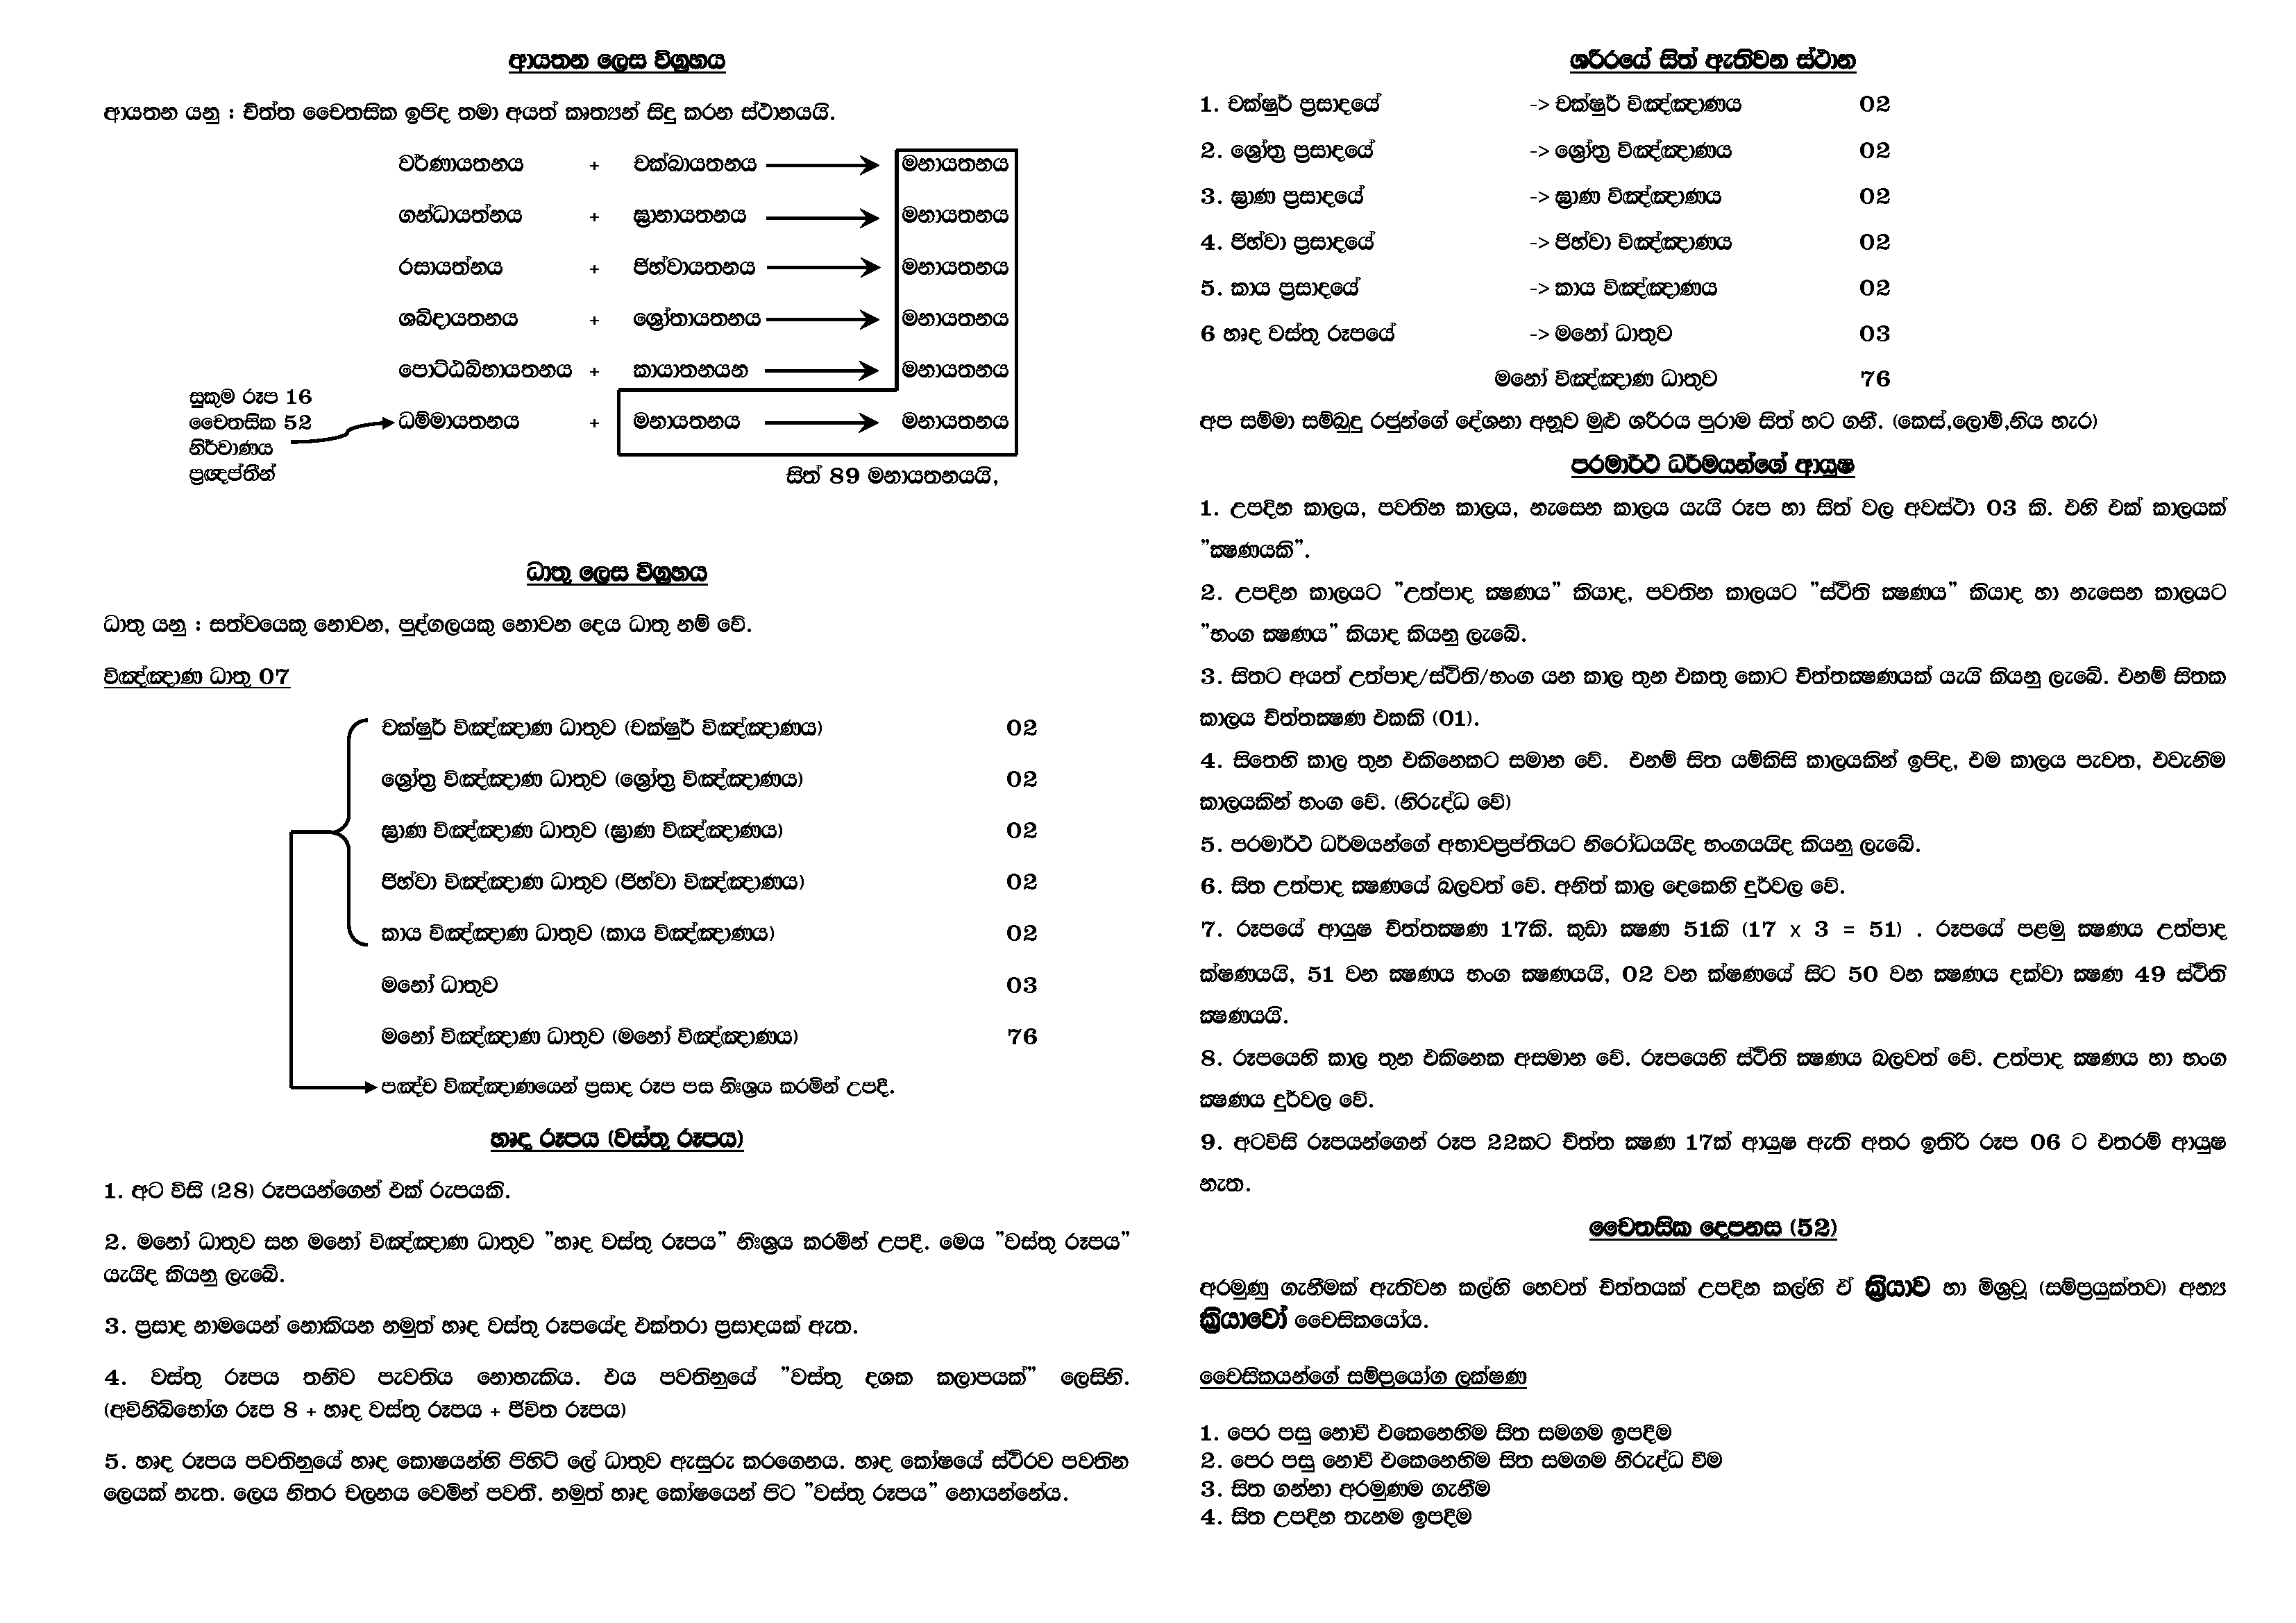 ආයතන ලෙස විග්‍රහය
ආයතන යනු : චිත්ත චෛතසික ඉපිද තමා අයත් කෘත්‍යන් සිදු කරන ස්ථානයයි.
වර්ණායතනය + චක්ඛායතනය මනායතනය
ගන්ධායත්නය + ඝ්‍රානායතනය මනායතනය
රසායත්නය + ජිහ්වායතනය මනායතනය
ශබ්දායතනය + ශ්‍රෝතායතනය මනායතනය
පොට්ඨබ්භායතනය + කායාතනයන මනායතනය
සුකුම රූප 16
චෛතසික 52
නිර්වාණය
ප්‍රඥප්තීන්
ධම්මායතනය + මනායතනය මනායතනය
සිත් 89 මනායතනයයි,
ධාතු ලෙස විග්‍රහය
ධාතු යනු : සත්වයෙකු නොවන, පුද්ගලයකු නොවන දෙය ධාතු නම් වේ.
විඤ්ඤාණ ධාතු 07
චක්ෂුර් විඤ්ඤාණ ධාතුව (චක්ෂුර් විඤ්ඤාණය) 02
ශ්‍රෝත්‍ර විඤ්ඤාණ ධාතුව (ශ්‍රෝත්‍ර විඤ්ඤාණය) 02
ඝ්‍රාණ විඤ්ඤාණ ධාතුව (ඝ්‍රාණ විඤ්ඤාණය) 02
ජිහ්වා විඤ්ඤාණ ධාතුව (ජිහ්වා විඤ්ඤාණය) 02
කාය විඤ්ඤාණ ධාතුව (කාය විඤ්ඤාණය) 02
මනෝ ධාතුව 03
මනෝ විඤ්ඤාණ ධාතුව (මනෝ විඤ්ඤාණය) 76
පඤ්ච විඤ්ඤාණයෙන් ප්‍රසාද රූප පස නිඃශ්‍රය කරමින් උපදී.
හෘද රූපය (වස්තු රූපය)
1. අට විසි (28) රූපයන්ගෙන් එක් රුපයකි.
2. මනෝ ධාතුව සහ මනෝ විඤ්ඤාණ ධාතුව "හෘද වස්තු රූපය" නිඃශ්‍රය කරමින් උපදී. මෙය "වස්තු රූපය"
යැයිද කියනු ලැබේ.
3. ප්‍රසාද නාමයෙන් නොකියන නමුත් හෘද වස්තු රූපයේද එක්තරා ප්‍රසාදයක් ඇත.
4. වස්තු රූපය තනිව පැවතිය නොහැකිය. එය පවතිනුයේ "වස්තු දශක කලාපයක්" ලෙසිනි.
(අවිනිබ්භෝග රූප 8 + හෘද වස්තු රූපය + ජීවිත රූපය)
5. හෘද රූපය පවතිනුයේ හෘද කොෂයන්හි පිහිටි ලේ ධාතුව ඇසුරු කරගෙනය. හෘද කෝෂයේ ස්ථිරව පවතින
ලෙයක් නැත. ලෙය නිතර චලනය වෙමින් පවතී. නමුත් හෘද කෝෂයෙන් පිට "වස්තු රූපය" නොයන්නේය.
ශරීරයේ සිත් ඇතිවන ස්ථාන
1. චක්ෂුර් ප්‍රසාදයේ -> චක්ෂුර් විඤ්ඤාණය 02
2. ශ්‍රෝත්‍ර ප්‍රසාදයේ -> ශ්‍රෝත්‍ර විඤ්ඤාණය 02
3. ඝ්‍රාණ ප්‍රසාදයේ -> ඝ්‍රාණ විඤ්ඤාණය 02
4. ජිහ්වා ප්‍රසාදයේ -> ජිහ්වා විඤ්ඤාණය 02
5. කාය ප්‍රසාදයේ -> කාය විඤ්ඤාණය 02
6 හෘද වස්තු රූපයේ -> මනෝ ධාතුව 03
මනෝ විඤ්ඤාණ ධාතුව 76
අප සම්මා සම්බුදු රජුන්ගේ දේශනා අනූව මුළු ශරීරය පුරාම සිත් හට ගනී. (කෙස්,ලොම්,නිය හැර)
පරමාර්ථ ධර්මයන්ගේ ආයුෂ
1. උපදින කාලය, පවතින කාලය, නැසෙන කාලය යැයි රූප හා සිත් වල අවස්ථා 03 කි. එහි එක් කාලයක්
"ක්‍ෂණයකි".
2. උපදින කාලයට "උත්පාද ක්‍ෂණය" කියාද, පවතින කාලයට "ස්ථිති ක්‍ෂණය" කියාද හා නැසෙන කාලයට
"භංග ක්‍ෂණය" කියාද කියනු ලැබේ.
3. සිතට අයත් උත්පාද/ස්ථිති/භංග යන කාල තුන එකතු කොට චිත්තක්‍ෂණයක් යැයි කියනු ලැබේ. එනම් සිතක
කාලය චිත්තක්‍ෂණ එකකි (01).
4. සිතෙහි කාල තුන එකිනෙකට සමාන වේ. එනම් සිත යම්කිසි කාලයකින් ඉපිද, එම කාලය පැවත, එවැනිම
කාලයකින් භංග වේ. (නිරුද්ධ වේ)
5. පරමාර්ථ ධර්මයන්ගේ අභාවප්‍රප්තියට නිරෝධයයිද භංගයයිද කියනු ලැබේ.
6. සිත උත්පාද ක්‍ෂණයේ බලවත් වේ. අනිත් කාල දෙකෙහි දුර්වල වේ.
7. රූපයේ ආයුෂ චිත්තක්‍ෂණ 17කි. කුඩා ක්‍ෂණ 51කි (17 x 3 = 51) . රූපයේ පළමු ක්‍ෂණය උත්පාද
ක්ෂණයයි, 51 වන ක්‍ෂණය භංග ක්‍ෂණයයි, 02 වන ක්ෂණයේ සිට 50 වන ක්‍ෂණය දක්වා ක්‍ෂණ 49 ස්ථිති
ක්‍ෂණයයි.
8. රූපයෙහි කාල තුන එකිනෙක අසමාන වේ. රූපයෙහි ස්ථිති ක්‍ෂණය බලවත් වේ. උත්පාද ක්‍ෂණය හා භංග
ක්‍ෂණය දුර්වල වේ.
9. අටවිසි රූපයන්ගෙන් රූප 22කට චිත්ත ක්‍ෂණ 17ක් ආයුෂ ඇති අතර ඉතිරි රූප 06 ට එතරම් ආයුෂ
නැත.
චෛතසික දෙපනස (52)
අරමුණු ගැනීමක් ඇතිවන කල්හි හෙවත් චිත්තයක් උපදින කල්හි ඒ ක්‍රියාව හා මිශ්‍රවූ (සම්ප්‍රයුක්තව) අන්‍ය
ක්‍රියාවෝ චෛසිකයෝය.
චෛසිකයන්ගේ සම්ප්‍රයෝග ලක්ෂණ
1. පෙර පසු නොවී එකෙනෙහිම සිත සමගම ඉපදීම
2. පෙර පසු නොවී එකෙනෙහිම සිත සමගම නිරුද්ධ වීම
3. සිත ගන්නා අරමුණම ගැනීම
4. සිත උපදින තැනම ඉපදීම